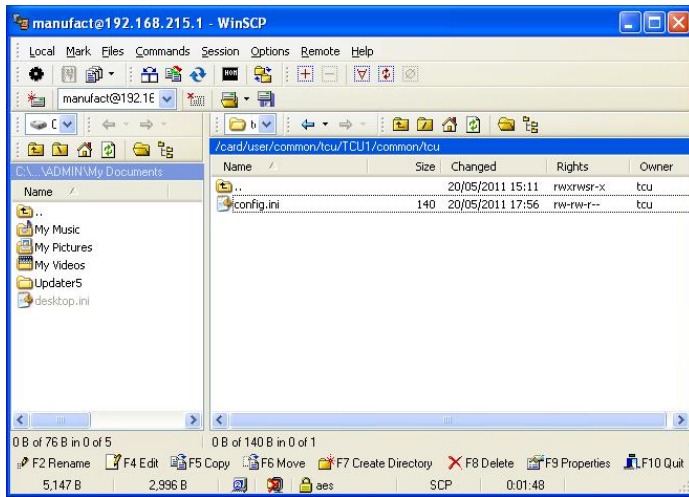 manufact@192.168.215.1 - WinSCP
Local Mark Files Commands Session Options Remote Help
manufact@192.16
C
/card/user/common/tcu/TCU1/common/tcu
C:\...\ADMIN\My Documents
Name
..
My Music
My Pictures
My Videos
Updater5
desktop.ini
Name Size Changed Rights Owner
.. 20/05/2011 15:11 rwxrwsr-x tcu
config.ini 140 20/05/2011 17:56 rw-rw-r-- tcu
0 B of 76 B in 0 of 5
0 B of 140 B in 0 of 1
F2 Rename F4 Edit F5 Copy F6 Move F7 Create Directory F8 Delete F9 Properties F10 Quit
5,147 B 2,996 B aes SCP 0:01:48